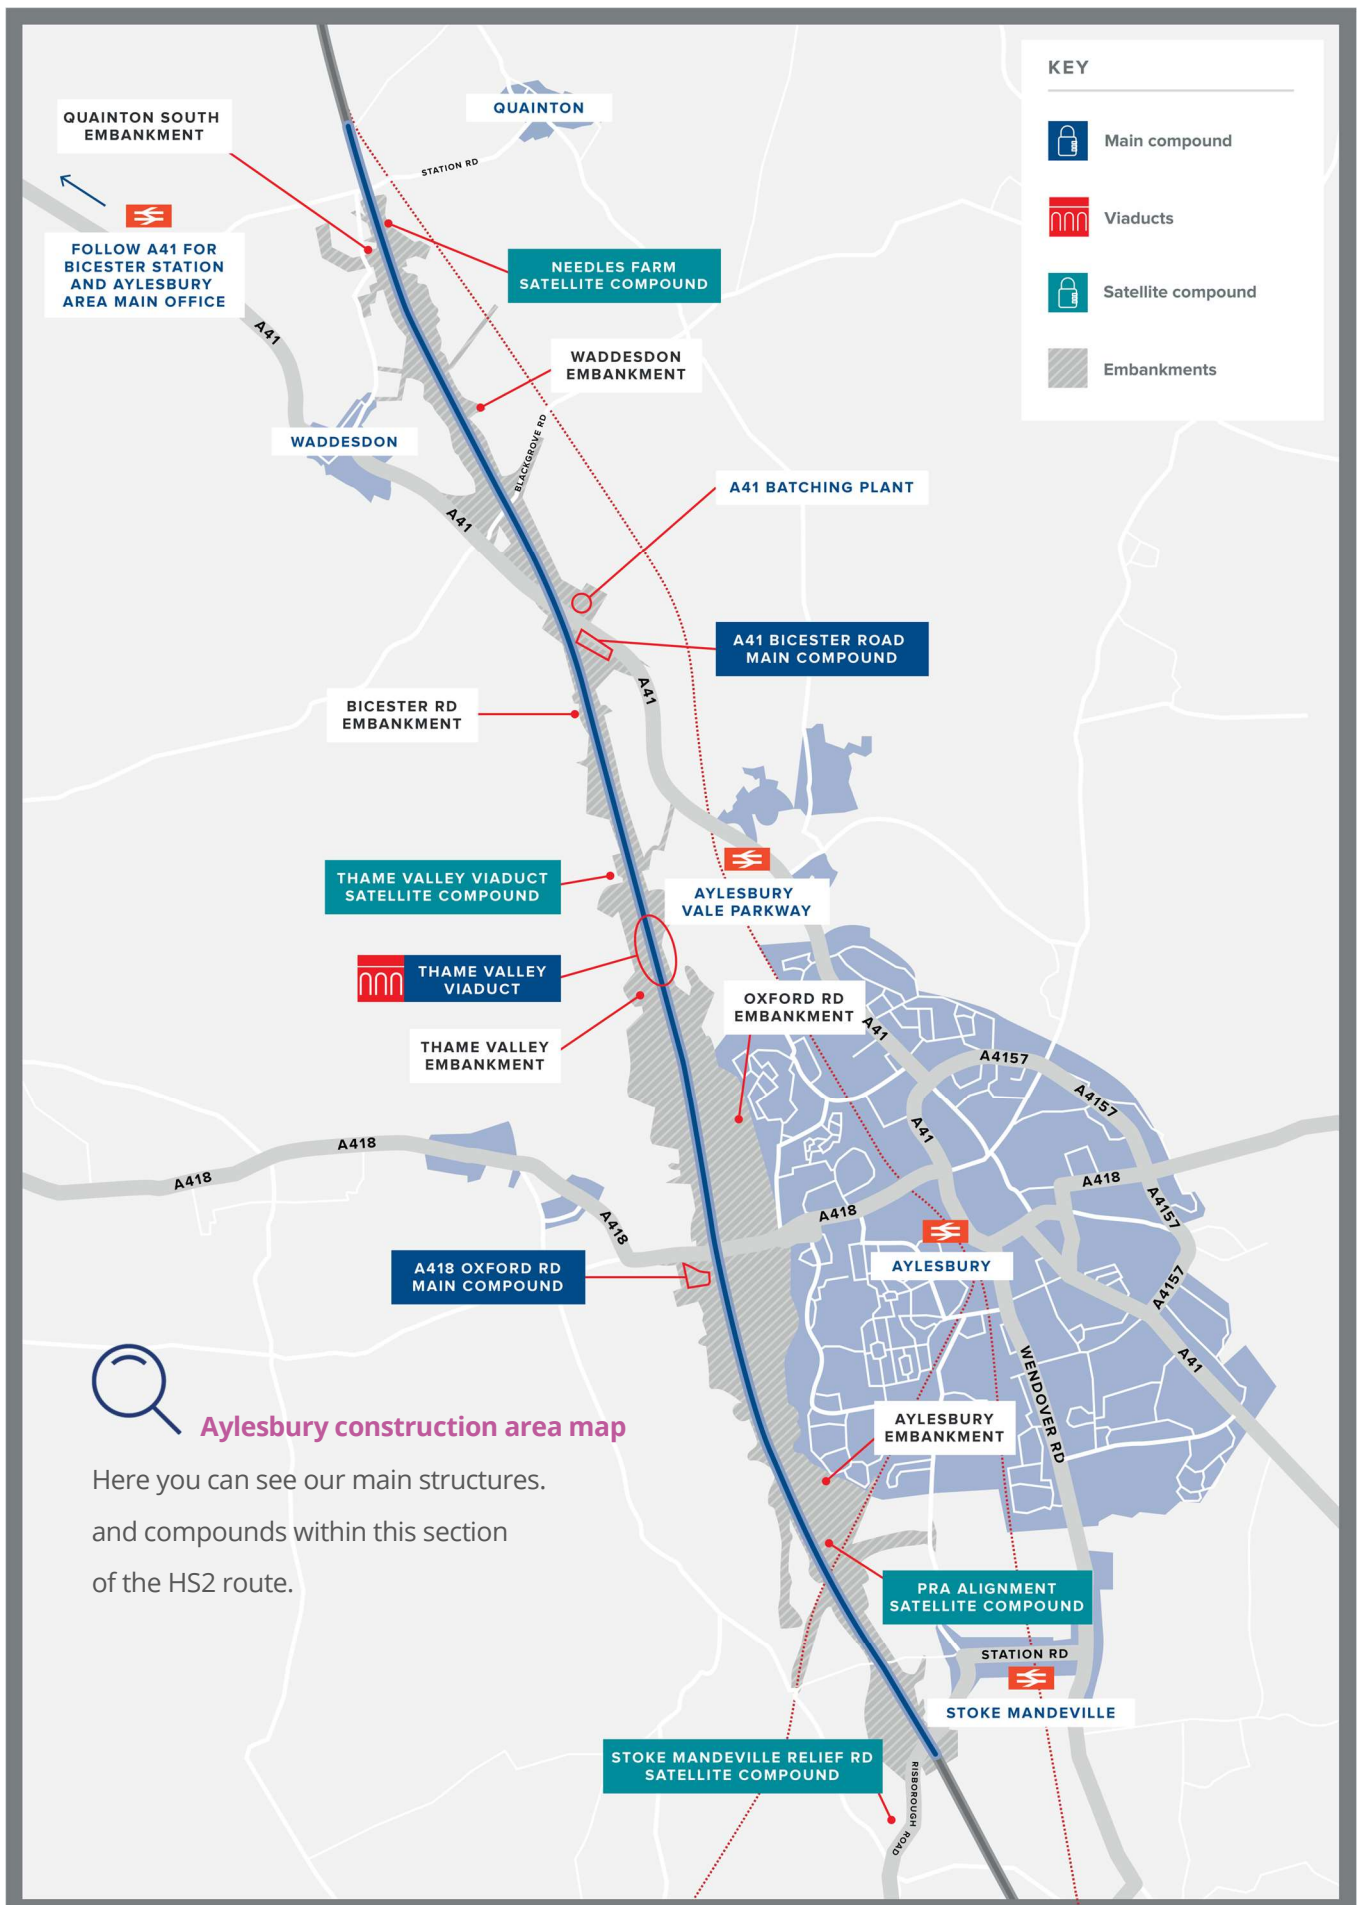 KEY
Main compound
Viaducts
Satellite compound
Embankments
QUAINTON
QUAINTON SOUTH
EMBANKMENT
STATION RD
FOLLOW A41 FOR
BICESTER STATION
AND AYLESBURY
AREA MAIN OFFICE
NEEDLES FARM
SATELLITE COMPOUND
A41
WADDESDON
EMBANKMENT
WADDESDON
BLACKGROVE RD
A41
A41 BATCHING PLANT
A41 BICESTER ROAD
MAIN COMPOUND
A41
BICESTER RD
EMBANKMENT
THAME VALLEY VIADUCT
SATELLITE COMPOUND
AYLESBURY
VALE PARKWAY
THAME VALLEY
VIADUCT
OXFORD RD
EMBANKMENT
A41
THAME VALLEY
EMBANKMENT
A4157
A4157
A41
A418
A418
A418
A418
A418
A4157
A4157
AYLESBURY
A418 OXFORD RD
MAIN COMPOUND
WENDOVER RD
A41
Aylesbury construction area map
Here you can see our main structures.
and compounds within this section
of the HS2 route.
AYLESBURY
EMBANKMENT
PRA ALIGNMENT
SATELLITE COMPOUND
STATION RD
STOKE MANDEVILLE
STOKE MANDEVILLE RELIEF RD
SATELLITE COMPOUND
RISBOROUGH ROAD